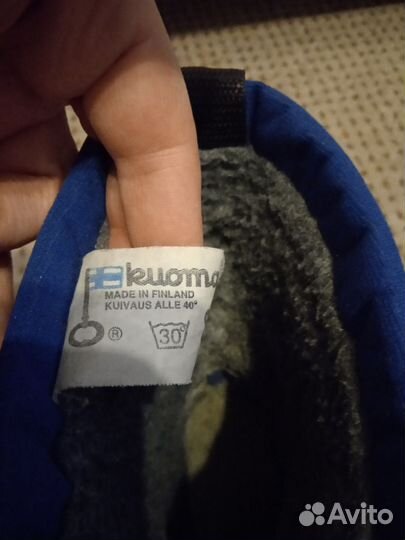 kuoma
MADE IN FINLAND
KUIVAUS ALLE 40°
® 30°
Avito